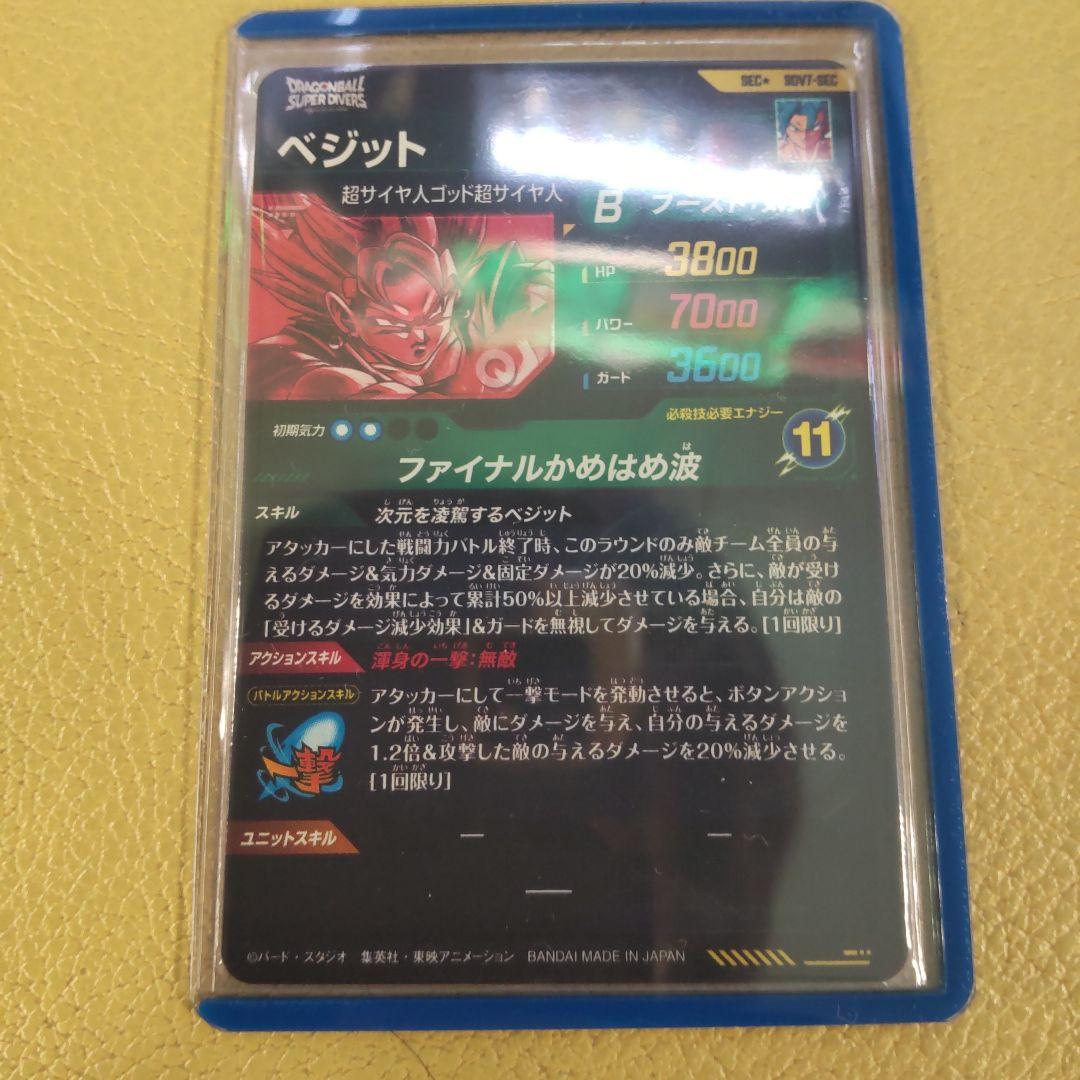 SEC★ SDV7-SEC
DRAGONBALL
SUPER DIVERS
ベジット
超サイヤ人ゴッド超サイヤ人
B
HP 3800
パワー 7000
ガード 3600
初期気力
必殺技必要エナジー
11
ファイナルかめはめ波
スキル 次元を凌駕するベジット
アタッカーにした戦闘力バトル終了時、このラウンドのみ敵チーム全員の与
えるダメージ&気力ダメージ&固定ダメージが20%減少。さらに、敵が受け
るダメージを効果によって累計50%以上減少させている場合、自分は敵の
「受けるダメージ減少効果」&ガードを無視してダメージを与える。[1回限り]
アクションスキル 渾身の一撃:無敵
バトルアクションスキル
アタッカーにして一撃モードを発動させると、ボタンアクショ
ンが発生し、敵にダメージを与え、自分の与えるダメージを
1.2倍&攻撃した敵の与えるダメージを20%減少させる。
[1回限り]
一撃
ユニットスキル — —
—
©バード・スタジオ 集英社・東映アニメーション BANDAI MADE IN JAPAN